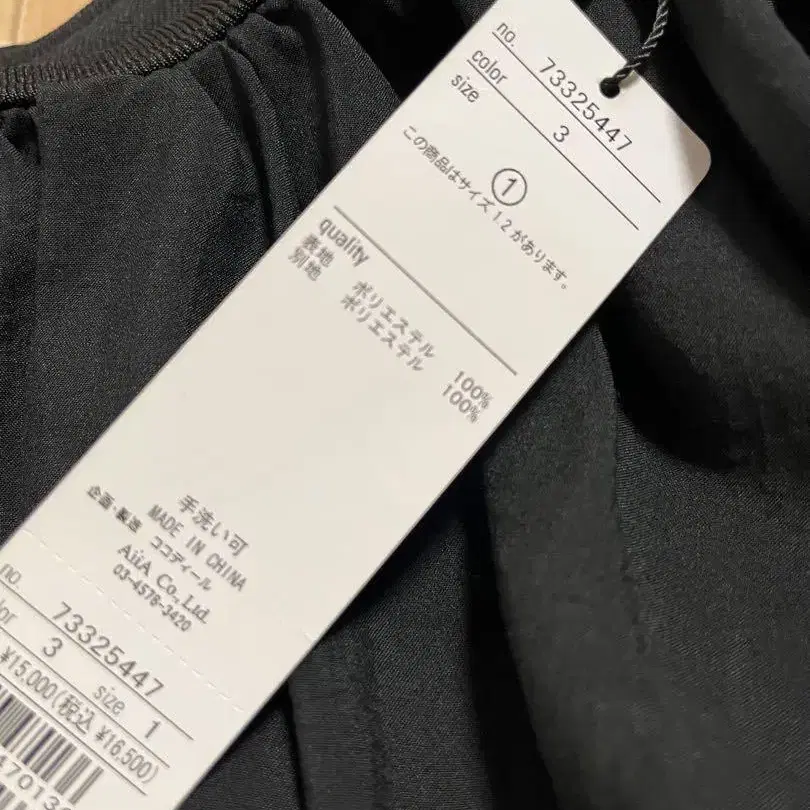 no. 73325447
color 3
size ①
この商品はサイズ1.2があります。
quality
表地 ポリエステル 100%
別地 ポリエステル 100%
手洗い可
MADE IN CHINA
企画・製造 ココディール
AiiA Co., Ltd.
03-4578-3420
no. 73325447
color 3 size 1
¥15,000(税込 ¥16,500)